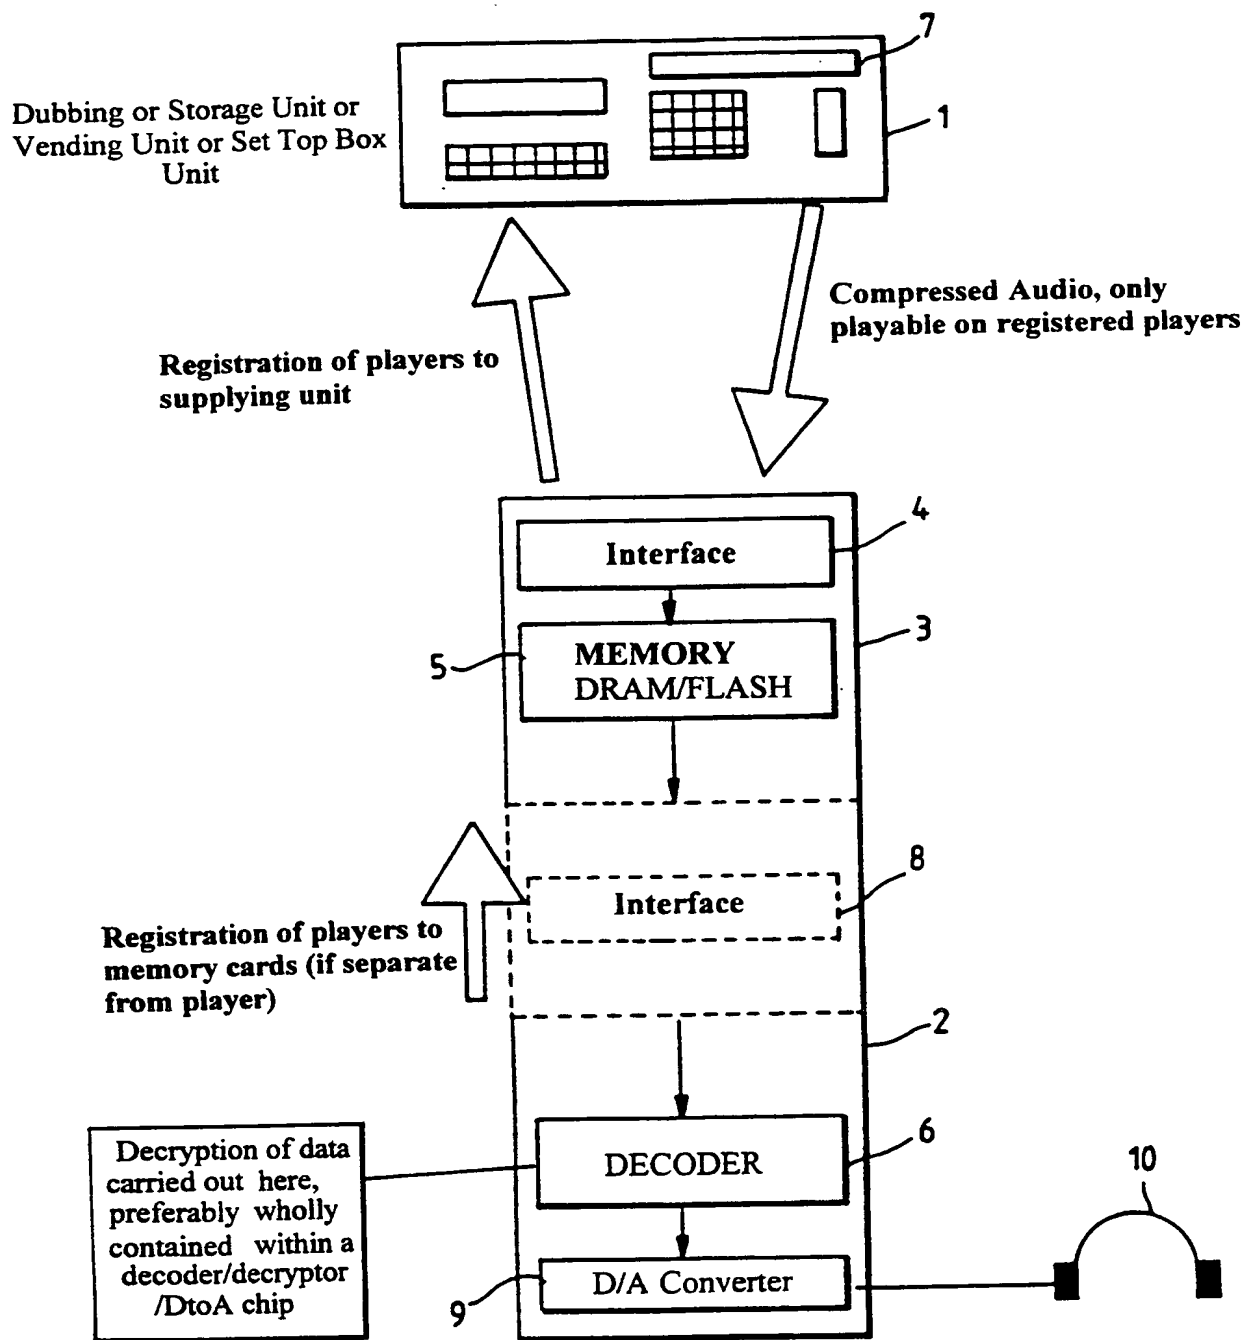 7
1
Dubbing or Storage Unit or
Vending Unit or Set Top Box
Unit
Compressed Audio, only
playable on registered players
Registration of players to
supplying unit
4
Interface
3
5
MEMORY
DRAM/FLASH
8
Interface
Registration of players to
memory cards (if separate
from player)
2
6
DECODER
Decryption of data
carried out here,
preferably wholly
contained within a
decoder/decryptor
/DtoA chip
10
9
D/A Converter